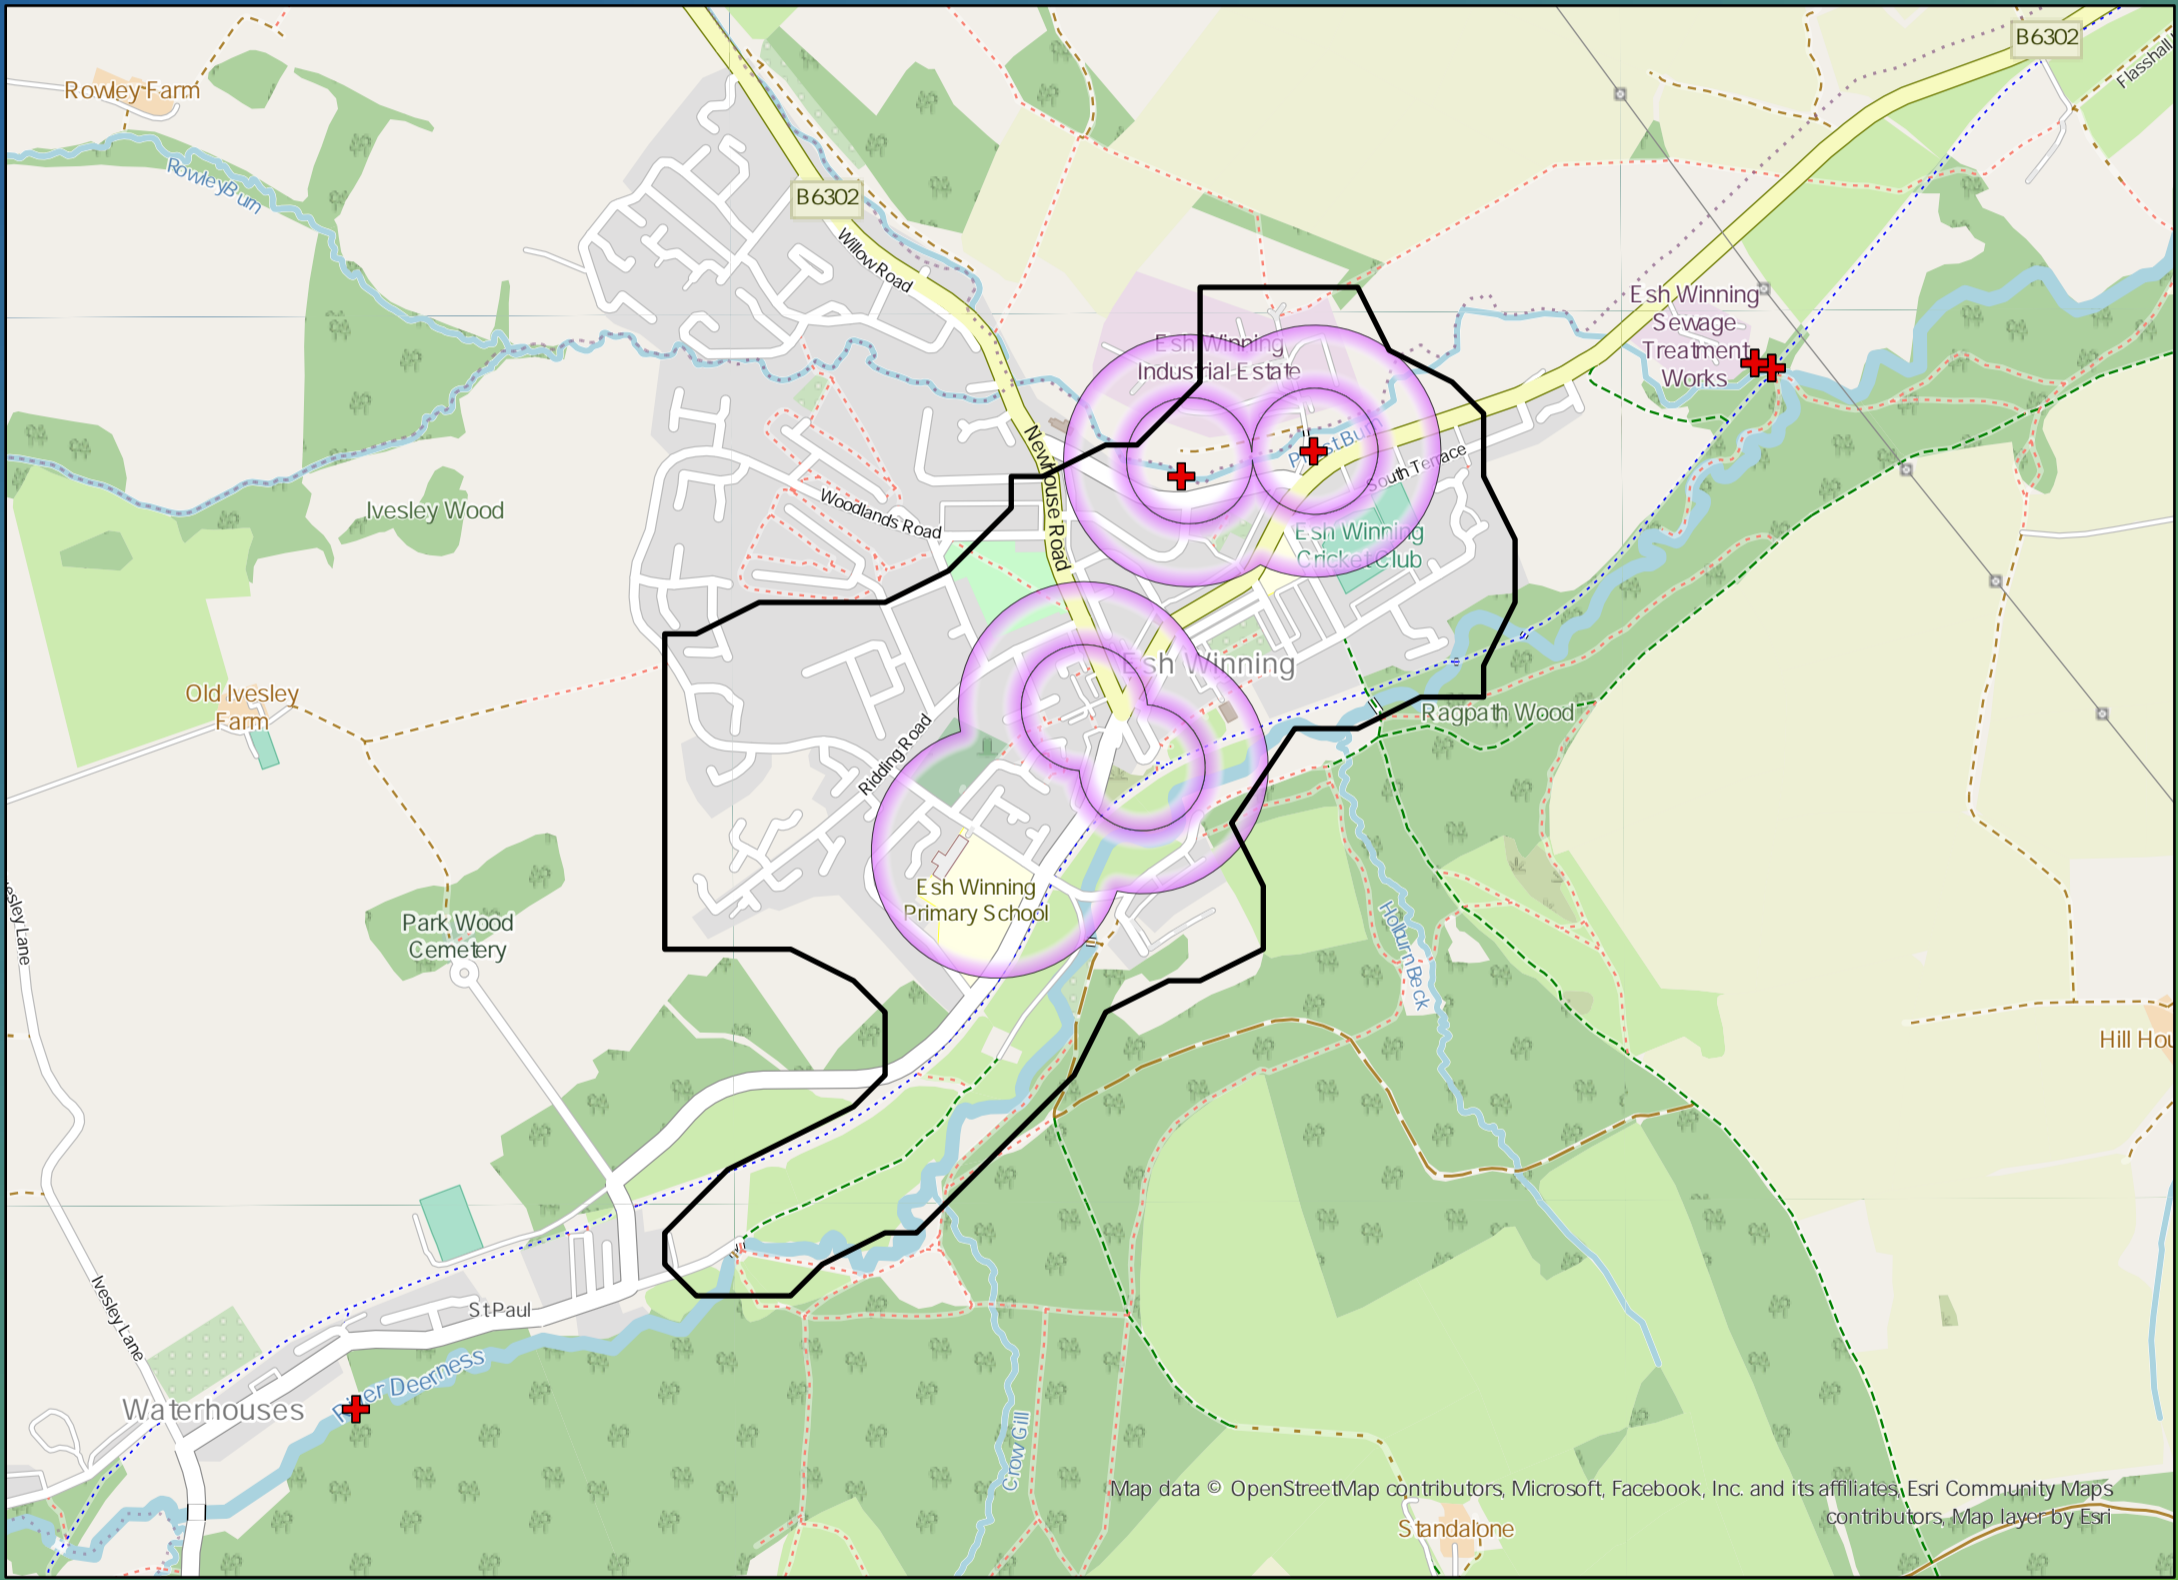 B6302
Flasshall
Rowley Farm
Rowley Burn
B6302
Willow Road
Esh Winning
Sewage
Treatment
Works
Esh Winning
Industrial Estate
Newhouse Road
Priest Burn
South Terrace
Ivesley Wood
Woodlands Road
Esh Winning
Cricket Club
Esh Winning
Old Ivesley
Farm
Ragpath Wood
Ridding Road
Esh Winning
Primary School
Park Wood
Cemetery
esley Lane
Holburn Beck
Hill Hou
Ivesley Lane
St Paul
River Deerness
Waterhouses
Crow Gill
Map data © OpenStreetMap contributors, Microsoft, Facebook, Inc. and its affiliates, Esri Community Maps
contributors, Map layer by Esri
Standalone